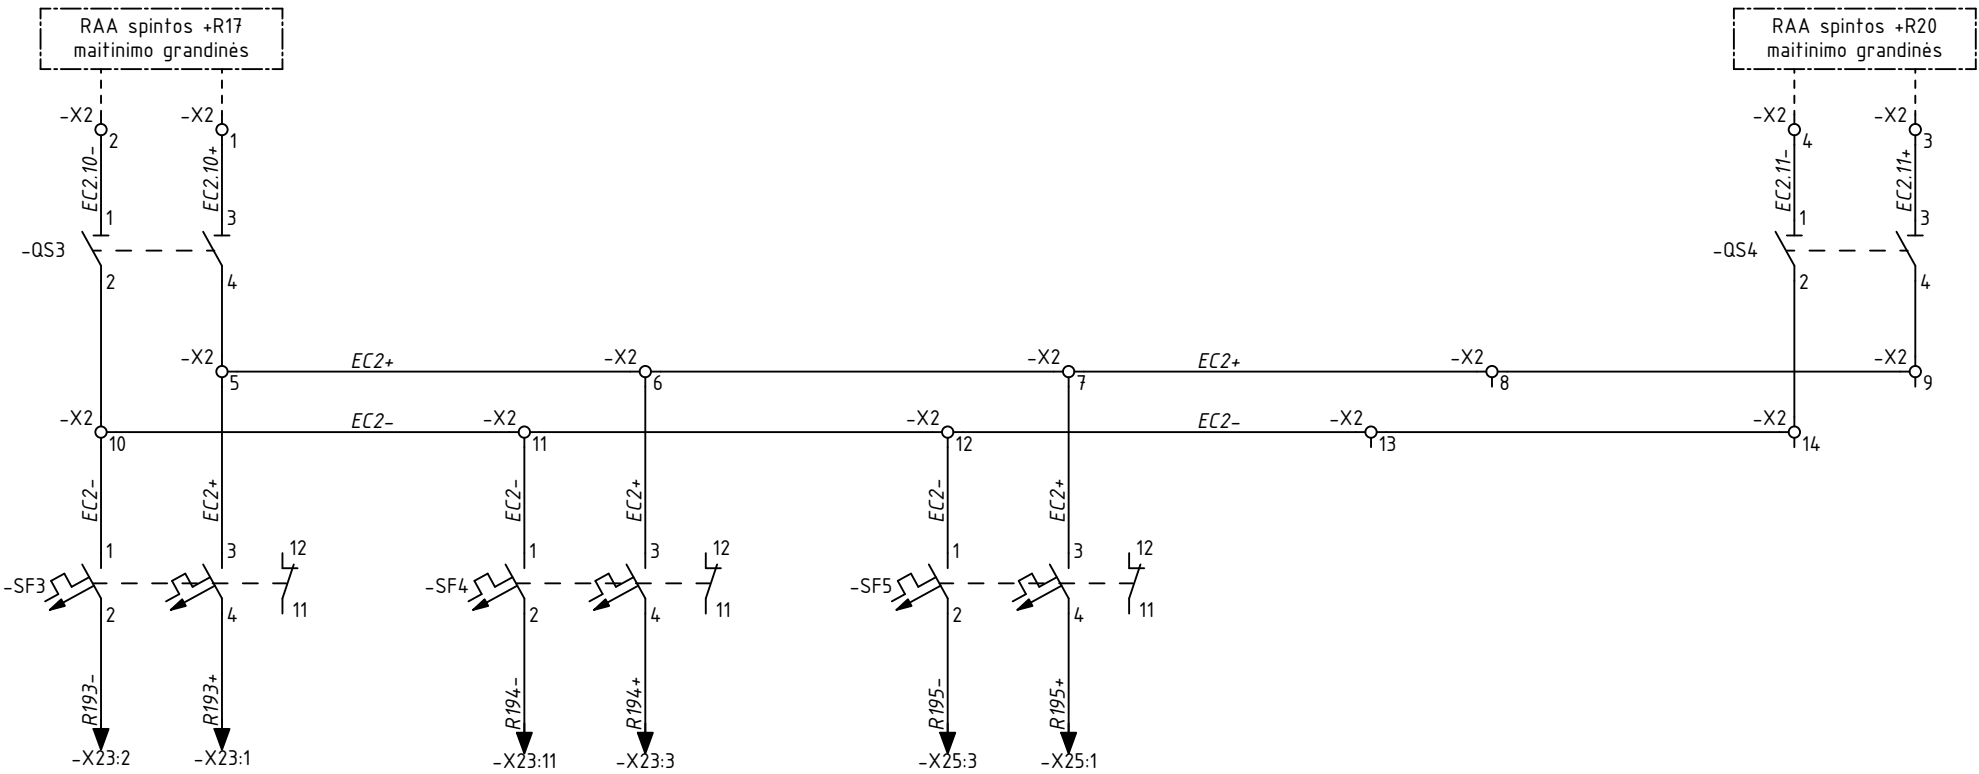 RAA spintos +R17
maitinimo grandinės
RAA spintos +R20
maitinimo grandinės
-X2
2
-X2
1
-X2
4
-X2
3
EC2.10-
EC2.10+
EC2.11-
EC2.11+
1
3
1
3
-QS3
-QS4
2
4
2
4
-X2
5
EC2+
-X2
6
-X2
7
EC2+
-X2
8
-X2
9
-X2
10
EC2-
-X2
11
-X2
12
EC2-
-X2
13
-X2
14
EC2-
EC2+
EC2-
EC2+
EC2-
EC2+
1
3
12
1
3
12
1
3
12
-SF3
-SF4
-SF5
2
4
11
2
4
11
2
4
11
R193-
R193+
R194-
R194+
R195-
R195+
-X23:2
-X23:1
-X23:11
-X23:3
-X25:3
-X25:1